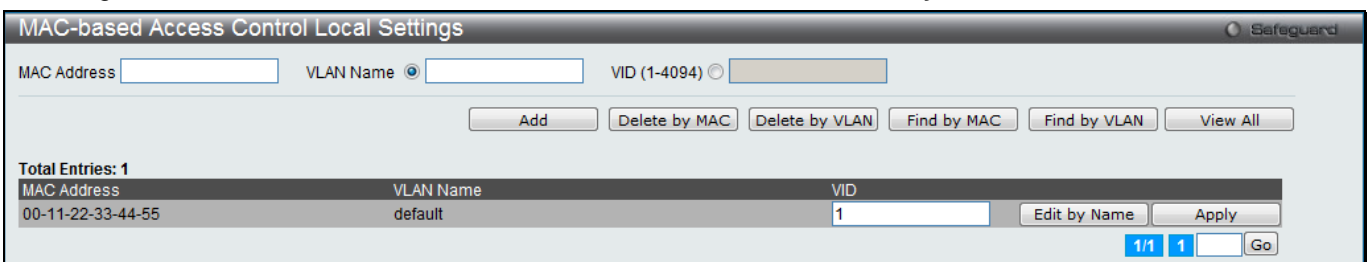 MAC-based Access Control Local Settings Safeguard
MAC Address VLAN Name VID (1-4094)
Add Delete by MAC Delete by VLAN Find by MAC Find by VLAN View All
Total Entries: 1
MAC Address VLAN Name VID
00-11-22-33-44-55 default 1 Edit by Name Apply
1/1 1 Go